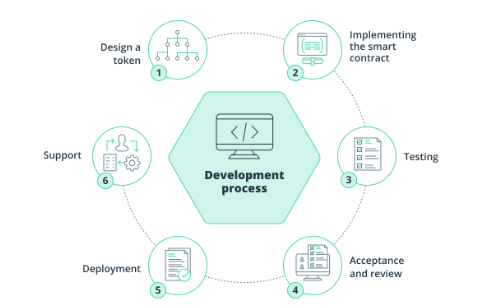 Design a
token
1
Implementing
the smart
contract
2
Testing
3
Acceptance
and review
4
Deployment
5
Support
6
Development
process